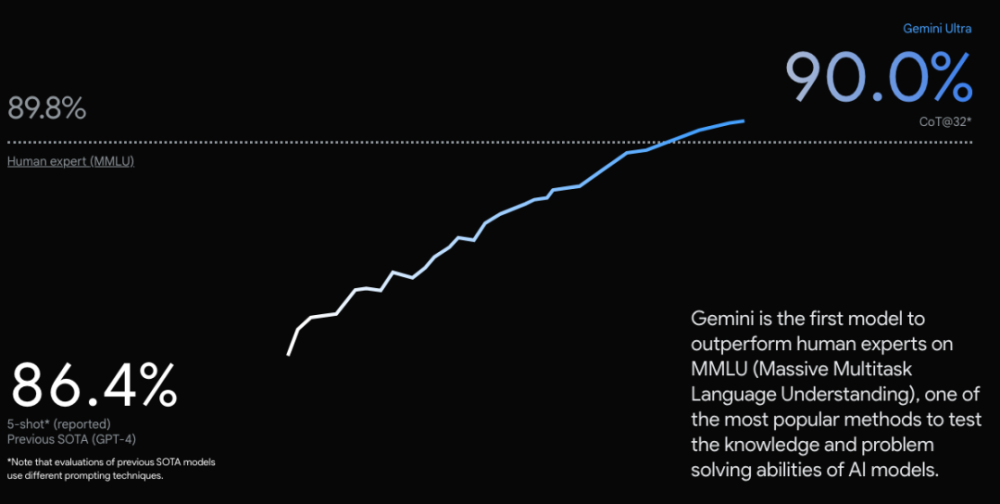 Gemini Ultra
90.0%
CoT@32*
89.8%
Human expert (MMLU)
Gemini is the first model to
outperform human experts on
MMLU (Massive Multitask
Language Understanding), one of
the most popular methods to test
the knowledge and problem
solving abilities of AI models.
86.4%
5-shot* (reported)
Previous SOTA (GPT-4)
*Note that evaluations of previous SOTA models
use different prompting techniques.